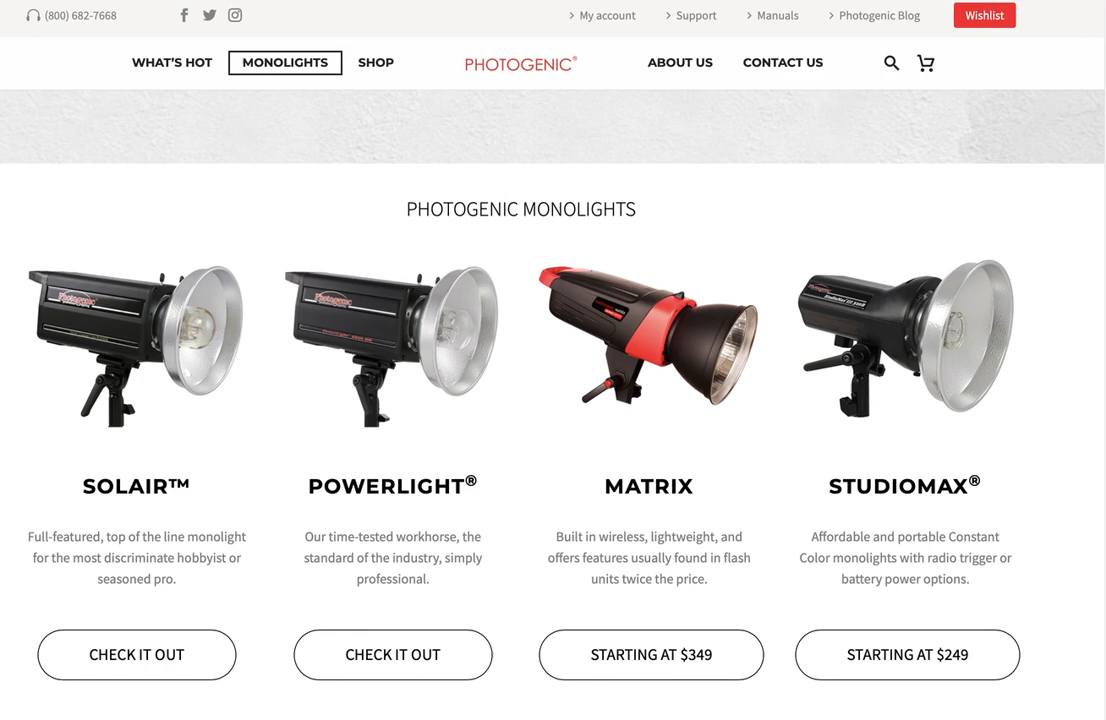 (800) 682-7668
My account
Support
Manuals
Photogenic Blog
Wishlist
WHAT'S HOT
MONOLIGHTS
SHOP
PHOTOGENIC®
ABOUT US
CONTACT US
PHOTOGENIC MONOLIGHTS
Photogenic
Photogenic
SOLAIR™
POWERLIGHT®
MATRIX
STUDIOMAX®
Full-featured, top of the line monolight
for the most discriminate hobbyist or
seasoned pro.
Our time-tested workhorse, the
standard of the industry, simply
professional.
Built in wireless, lightweight, and
offers features usually found in flash
units twice the price.
Affordable and portable Constant
Color monolights with radio trigger or
battery power options.
CHECK IT OUT
CHECK IT OUT
STARTING AT $349
STARTING AT $249